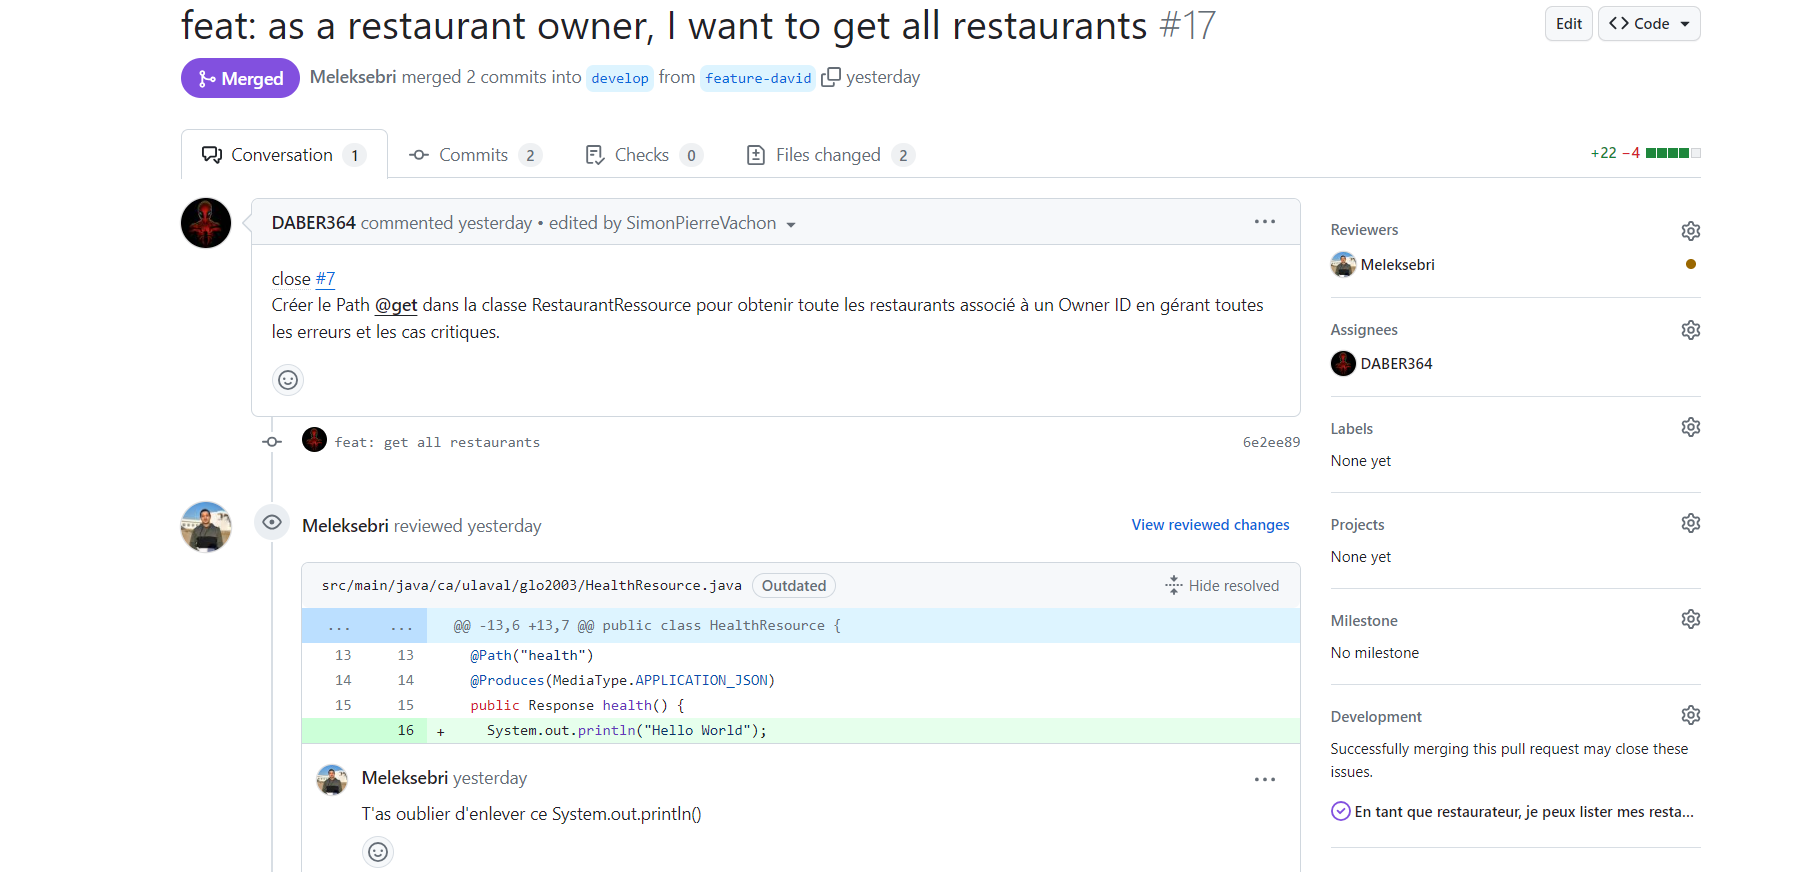 feat: as a restaurant owner, I want to get all restaurants #17
Edit
Code
Merged
Meleksebri merged 2 commits into develop from feature-david yesterday
Conversation 1
Commits 2
Checks 0
Files changed 2
+22 −4
DABER364 commented yesterday • edited by SimonPierreVachon
close #7
Créer le Path @get dans la classe RestaurantRessource pour obtenir toute les restaurants associé à un Owner ID en gérant toutes
les erreurs et les cas critiques.
feat: get all restaurants 6e2ee89
Meleksebri reviewed yesterday
View reviewed changes
src/main/java/ca/ulaval/glo2003/HealthResource.java Outdated
Hide resolved
... ... @@ -13,6 +13,7 @@ public class HealthResource {
13 13 @Path("health")
14 14 @Produces(MediaType.APPLICATION_JSON)
15 15 public Response health() {
16 + System.out.println("Hello World");
Meleksebri yesterday
T'as oublier d'enlever ce System.out.println()
Reviewers
Meleksebri
Assignees
DABER364
Labels
None yet
Projects
None yet
Milestone
No milestone
Development
Successfully merging this pull request may close these
issues.
En tant que restaurateur, je peux lister mes resta...